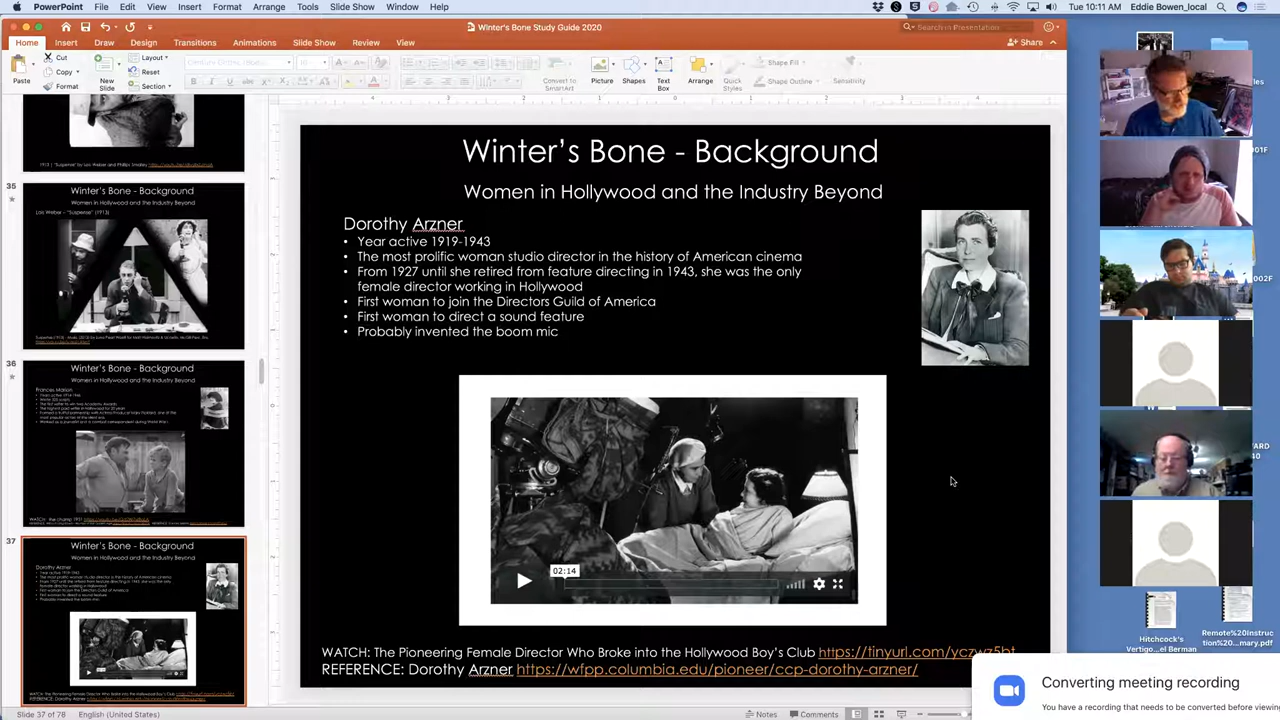 PowerPoint File Edit View Insert Format Arrange Tools Slide Show Window Help
Tue 10:11 AM Eddie Bowen_local
Winter's Bone Study Guide 2020
Search in Presentation
Home Insert Draw Design Transitions Animations Slide Show Review View
Share
Paste
Cut
Copy
Format
New Slide
Layout
Reset
Section
Convert to SmartArt
Picture
Shapes
Text Box
Arrange
Quick Styles
Shape Fill
Shape Outline
Sensitivity
35
Winter's Bone - Background
Women in Hollywood and the Industry Beyond
Lois Weber - "Suspense" (1913)
36
Winter's Bone - Background
Women in Hollywood and the Industry Beyond
Frances Marion
37
Winter's Bone - Background
Women in Hollywood and the Industry Beyond
Dorothy Arzner
Winter's Bone - Background
Women in Hollywood and the Industry Beyond
Dorothy Arzner
• Year active 1919-1943
• The most prolific woman studio director in the history of American cinema
• From 1927 until she retired from feature directing in 1943, she was the only
female director working in Hollywood
• First woman to join the Directors Guild of America
• First woman to direct a sound feature
• Probably invented the boom mic
02:14
WATCH: The Pioneering Female Director Who Broke into the Hollywood Boy's Club https://tinyurl.com/yczwz5bt
REFERENCE: Dorothy Arzner https://wfpp.columbia.edu/pioneer/ccp-dorothy-arzner/
Hitchcock's
Vertigo...el Berman
Remote%20Instruc
tion%20...m.pdf
Converting meeting recording
You have a recording that needs to be converted before viewin
Slide 37 of 78 English (United States)
Notes Comments